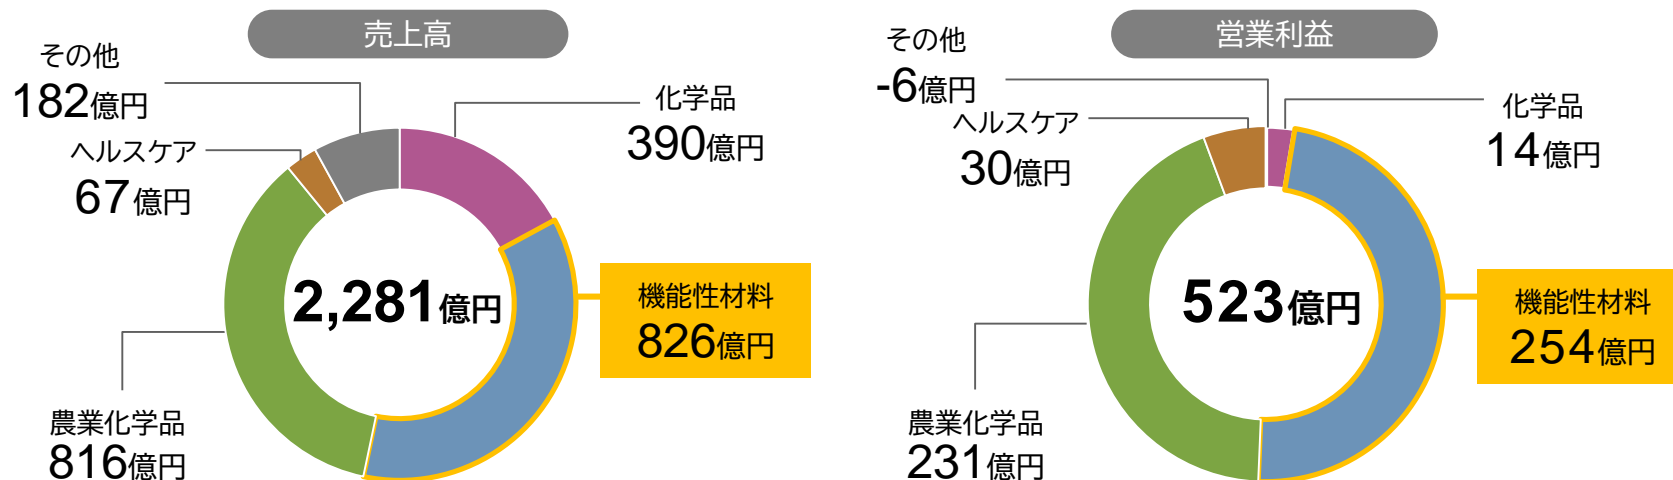 売上高
その他
182億円
ヘルスケア
67億円
化学品
390億円
2,281億円
機能性材料
826億円
農業化学品
816億円
営業利益
その他
-6億円
ヘルスケア
30億円
化学品
14億円
523億円
機能性材料
254億円
農業化学品
231億円